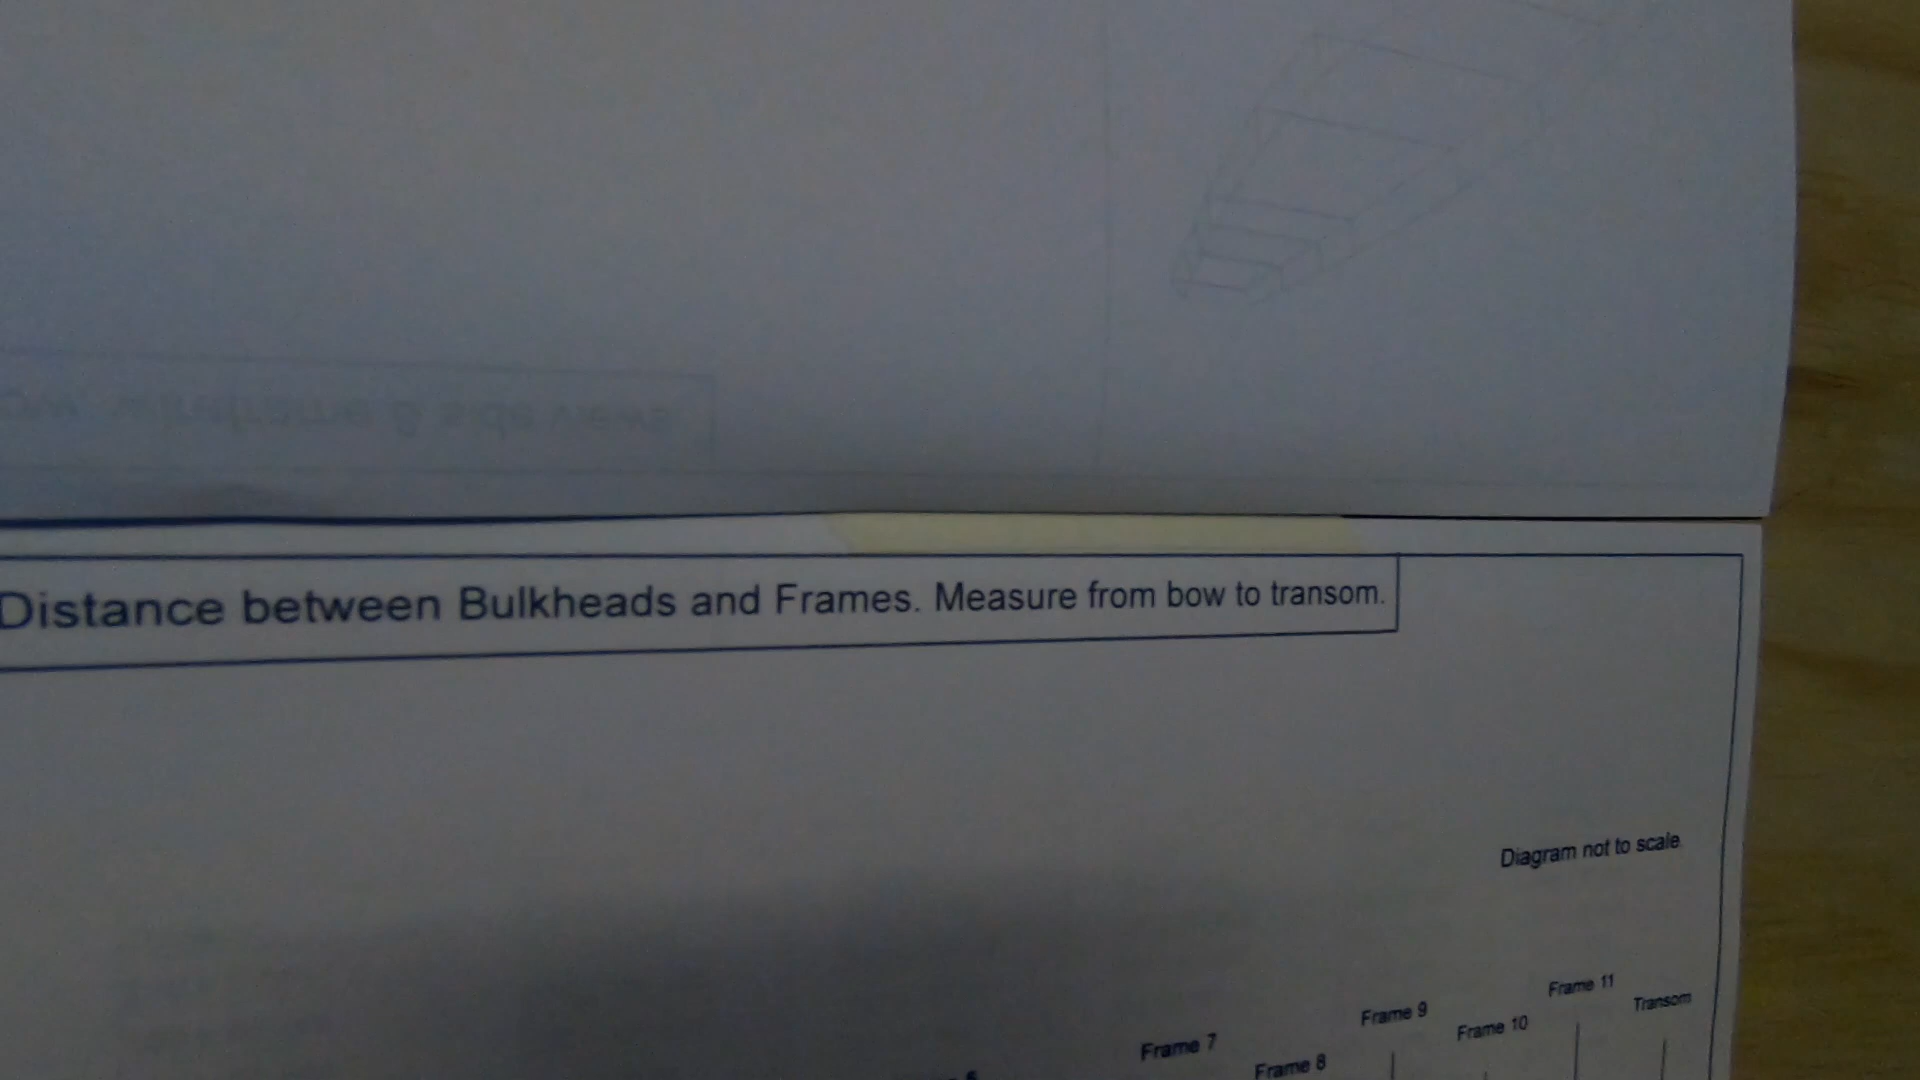 Distance between Bulkheads and Frames. Measure from bow to transom.
Diagram not to scale
Frame 11
Transom
Frame 9
Frame 10
Frame 7
Frame 8